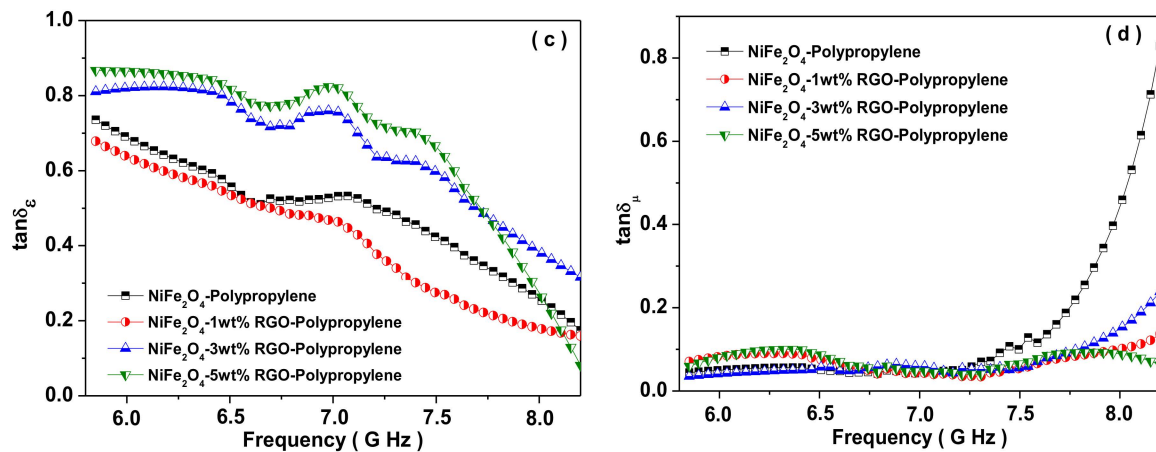 ( c )
1.0
0.8
0.6
0.4
0.2
0.0
tanδε
NiFe2O4-Polypropylene
NiFe2O4-1wt% RGO-Polypropylene
NiFe2O4-3wt% RGO-Polypropylene
NiFe2O4-5wt% RGO-Polypropylene
6.0 6.5 7.0 7.5 8.0
Frequency ( G Hz )
( d )
0.8
0.6
0.4
0.2
0.0
tanδμ
NiFe2O4-Polypropylene
NiFe2O4-1wt% RGO-Polypropylene
NiFe2O4-3wt% RGO-Polypropylene
NiFe2O4-5wt% RGO-Polypropylene
6.0 6.5 7.0 7.5 8.0
Frequency ( G Hz )